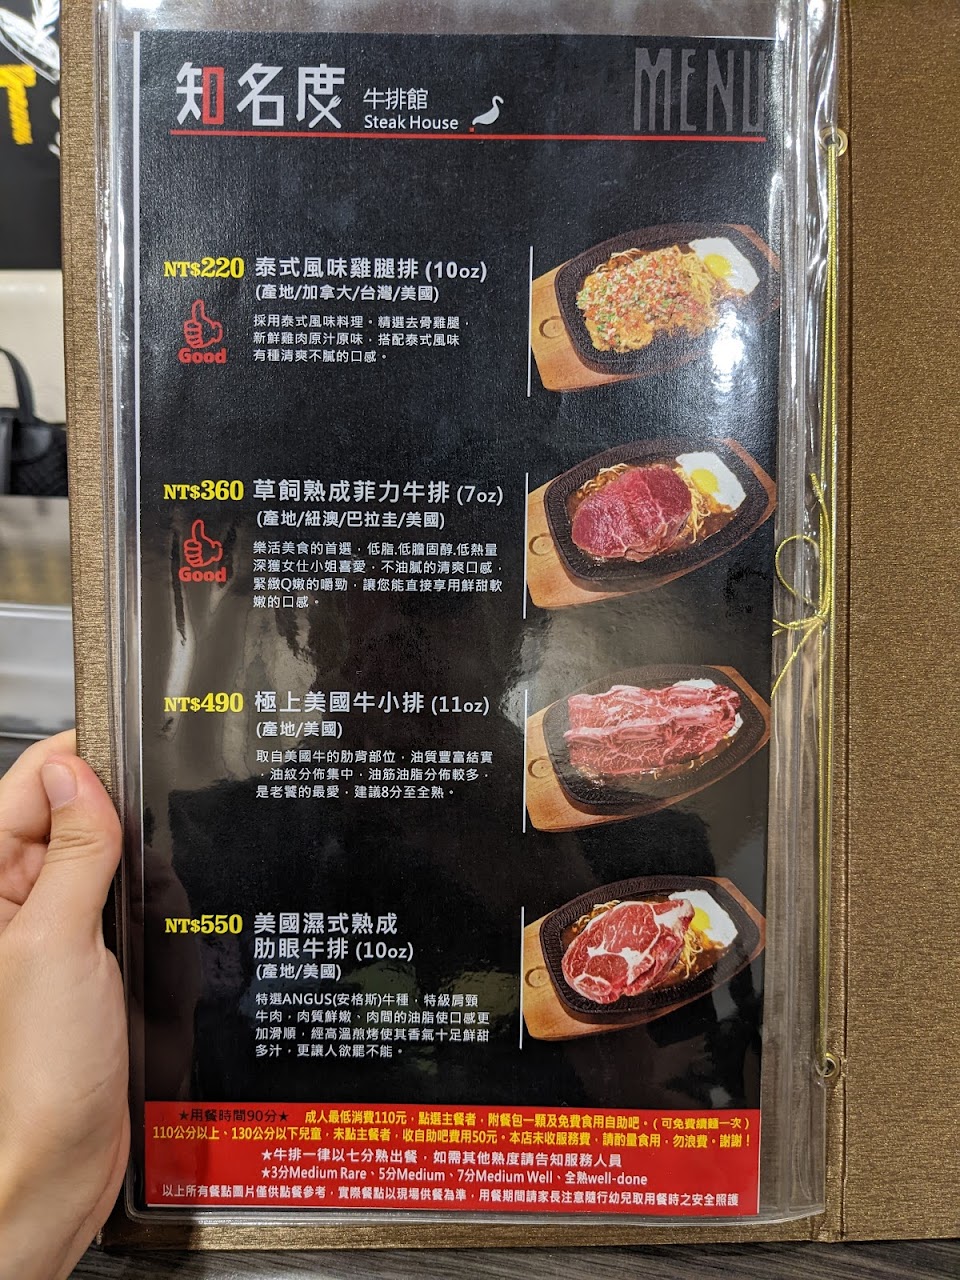 知名度 牛排館
Steak House
MENU
NT$220 泰式風味雞腿排 (10oz)
(產地/加拿大/台灣/美國)
Good
採用泰式風味料理，精選去骨雞腿，
新鮮雞肉原汁原味，搭配泰式風味
有種清爽不膩的口感。
NT$360 草飼熟成菲力牛排 (7oz)
(產地/紐澳/巴拉圭/美國)
Good
樂活美食的首選，低脂.低膽固醇.低熱量
深獲女仕小姐喜愛，不油膩的清爽口感，
緊緻Q嫩的嚼勁，讓您能直接享用鮮甜軟
嫩的口感。
NT$490 極上美國牛小排 (11oz)
(產地/美國)
取自美國牛的肋背部位，油質豐富結實
，油紋分佈集中，油筋油脂分佈較多，
是老饕的最愛，建議8分至全熟。
NT$550 美國濕式熟成
肋眼牛排 (10oz)
(產地/美國)
特選ANGUS(安格斯)牛種，特級肩頸
牛肉，肉質鮮嫩、肉間的油脂使口感更
加滑順，經高溫煎烤使其香氣十足鮮甜
多汁，更讓人欲罷不能。
★用餐時間90分★ 成人最低消費110元，點選主餐者，附餐包一顆及免費食用自助吧。(可免費續麵一次)
110公分以上、130公分以下兒童，未點主餐者，收自助吧費用50元。本店未收服務費，請酌量食用，勿浪費。謝謝！
★牛排一律以七分熟出餐，如需其他熟度請告知服務人員
★3分Medium Rare、5分Medium、7分Medium Well、全熟well-done
以上所有餐點圖片僅供點餐參考，實際餐點以現場供餐為準，用餐期間請家長注意隨行幼兒取用餐時之安全照護